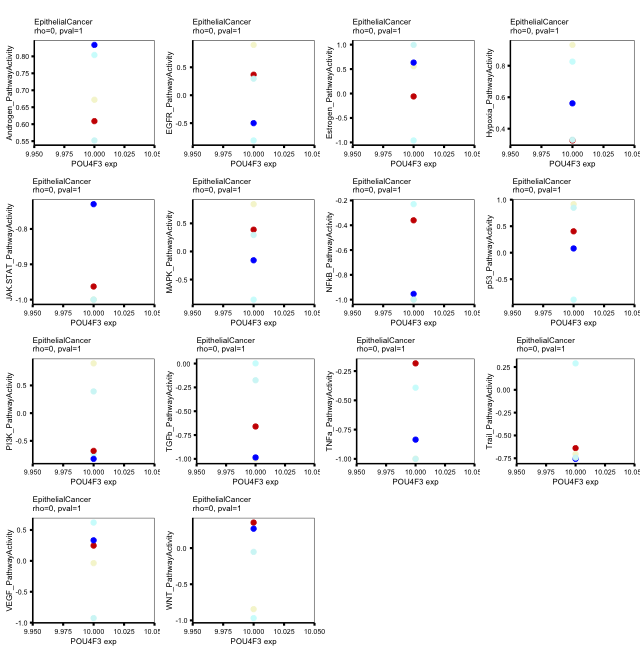 EpithelialCancer
rho=0, pval=1
Androgen_PathwayActivity
0.80
0.75
0.70
0.65
0.60
0.55
9.950 9.975 10.000 10.025 10.05
POU4F3 exp
EpithelialCancer
rho=0, pval=1
EGFR_PathwayActivity
0.5
0.0
-0.5
9.950 9.975 10.000 10.025 10.05
POU4F3 exp
EpithelialCancer
rho=0, pval=1
Estrogen_PathwayActivity
1.0
0.5
0.0
-0.5
-1.0
9.950 9.975 10.000 10.025 10.05
POU4F3 exp
EpithelialCancer
rho=0, pval=1
Hypoxia_PathwayActivity
0.8
0.6
0.4
9.950 9.975 10.000 10.025 10.05
POU4F3 exp
EpithelialCancer
rho=0, pval=1
JAK.STAT_PathwayActivity
-0.8
-0.9
-1.0
9.950 9.975 10.000 10.025 10.05
POU4F3 exp
EpithelialCancer
rho=0, pval=1
MAPK_PathwayActivity
0.5
0.0
-0.5
9.950 9.975 10.000 10.025 10.05
POU4F3 exp
EpithelialCancer
rho=0, pval=1
NFkB_PathwayActivity
-0.2
-0.4
-0.6
-0.8
-1.0
9.950 9.975 10.000 10.025 10.05
POU4F3 exp
EpithelialCancer
rho=0, pval=1
p53_PathwayActivity
1.0
0.5
0.0
-0.5
9.950 9.975 10.000 10.025 10.05
POU4F3 exp
EpithelialCancer
rho=0, pval=1
PI3K_PathwayActivity
0.5
0.0
-0.5
9.950 9.975 10.000 10.025 10.05
POU4F3 exp
EpithelialCancer
rho=0, pval=1
TGFb_PathwayActivity
0.00
-0.25
-0.50
-0.75
-1.00
9.950 9.975 10.000 10.025 10.05
POU4F3 exp
EpithelialCancer
rho=0, pval=1
TNFa_PathwayActivity
-0.25
-0.50
-0.75
-1.00
9.950 9.975 10.000 10.025 10.05
POU4F3 exp
EpithelialCancer
rho=0, pval=1
Trail_PathwayActivity
0.25
0.00
-0.25
-0.50
-0.75
9.950 9.975 10.000 10.025 10.05
POU4F3 exp
EpithelialCancer
rho=0, pval=1
VEGF_PathwayActivity
0.5
0.0
-0.5
-1.0
9.950 9.975 10.000 10.025 10.05
POU4F3 exp
EpithelialCancer
rho=0, pval=1
WNT_PathwayActivity
0.0
-0.5
-1.0
9.950 9.975 10.000 10.025 10.050
POU4F3 exp